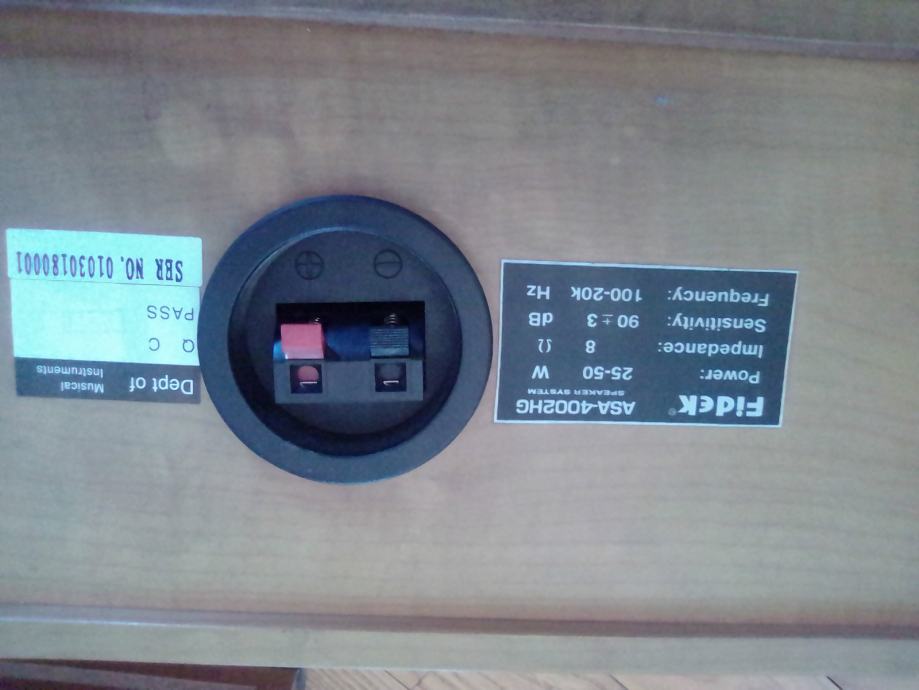 Fidek® ASA-4002HG
SPEAKER SYSTEM
Power: 25-50 W
Impedance: 8 Ω
Sensitivity: 90 ± 3 dB
Frequency: 100-20K Hz
Dept of Musical
Instruments
Q C
PASS
SBR NO. 01030180001